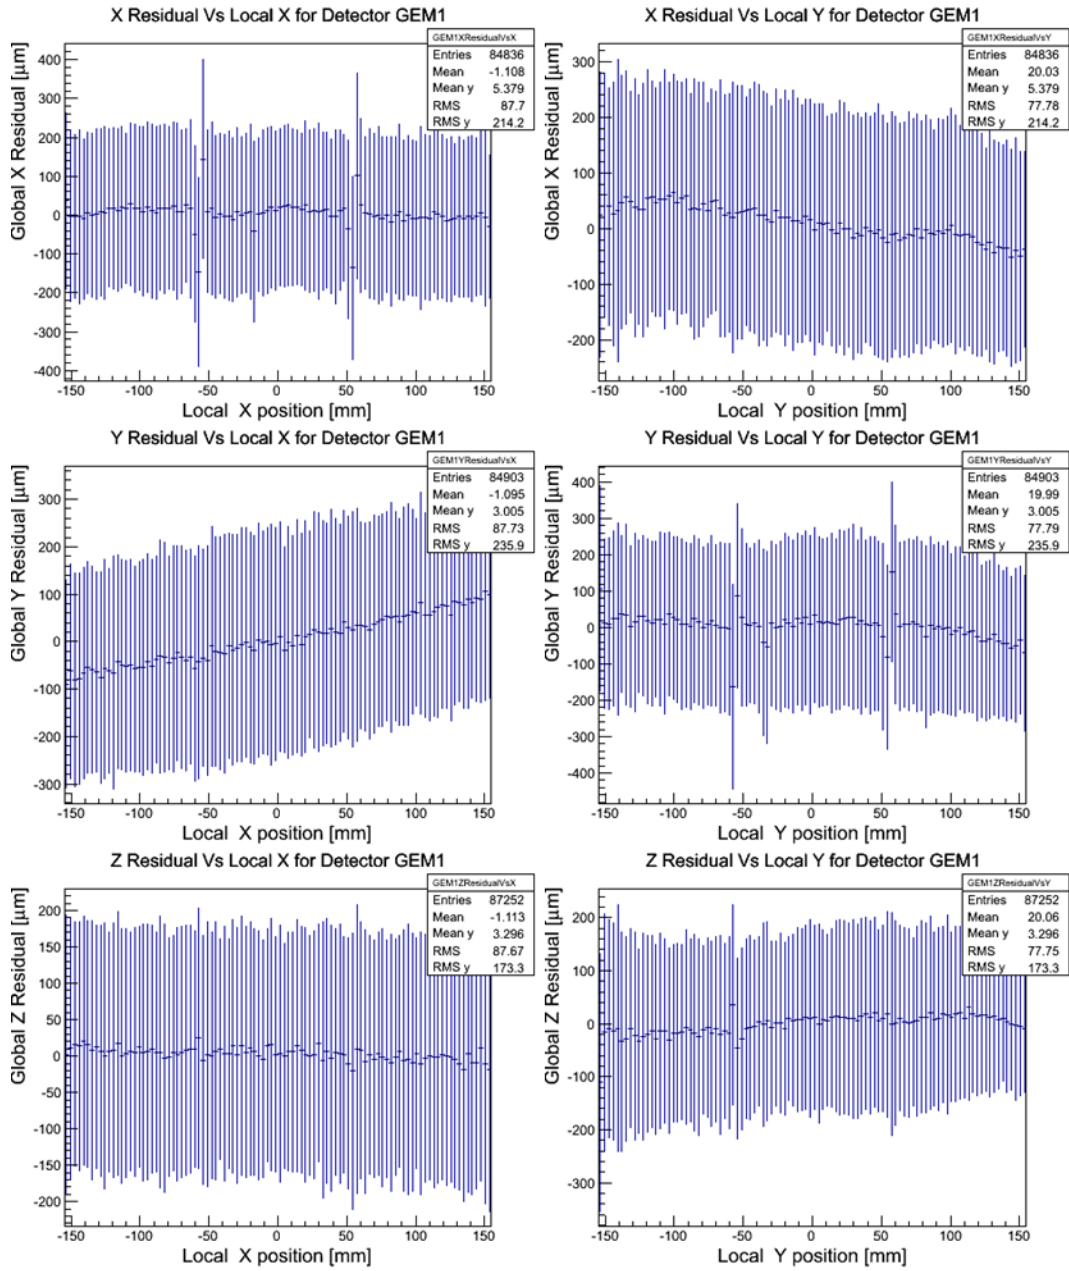 X Residual Vs Local X for Detector GEM1
GEM1XResidualVsX
Entries 84836
Mean -1.108
Mean y 5.379
RMS 87.7
RMS y 214.2
Global X Residual [μm]
400
300
200
100
0
-100
-200
-300
-400
-150 -100 -50 0 50 100 150
Local X position [mm]
X Residual Vs Local Y for Detector GEM1
GEM1XResidualVsY
Entries 84836
Mean 20.03
Mean y 5.379
RMS 77.78
RMS y 214.2
Global X Residual [μm]
300
200
100
0
-100
-200
-150 -100 -50 0 50 100 150
Local Y position [mm]
Y Residual Vs Local X for Detector GEM1
GEM1YResidualVsX
Entries 84903
Mean -1.095
Mean y 3.005
RMS 87.73
RMS y 235.9
Global Y Residual [μm]
300
200
100
0
-100
-200
-300
-150 -100 -50 0 50 100 150
Local X position [mm]
Y Residual Vs Local Y for Detector GEM1
GEM1YResidualVsY
Entries 84903
Mean 19.99
Mean y 3.005
RMS 77.79
RMS y 235.9
Global Y Residual [μm]
400
300
200
100
0
-100
-200
-300
-400
-150 -100 -50 0 50 100 150
Local Y position [mm]
Z Residual Vs Local X for Detector GEM1
GEM1ZResidualVsX
Entries 87252
Mean -1.113
Mean y 3.296
RMS 87.67
RMS y 173.3
Global Z Residual [μm]
200
150
100
50
0
-50
-100
-150
-200
-150 -100 -50 0 50 100 150
Local X position [mm]
Z Residual Vs Local Y for Detector GEM1
GEM1ZResidualVsY
Entries 87252
Mean 20.06
Mean y 3.296
RMS 77.75
RMS y 173.3
Global Z Residual [μm]
200
100
0
-100
-200
-300
-150 -100 -50 0 50 100 150
Local Y position [mm]